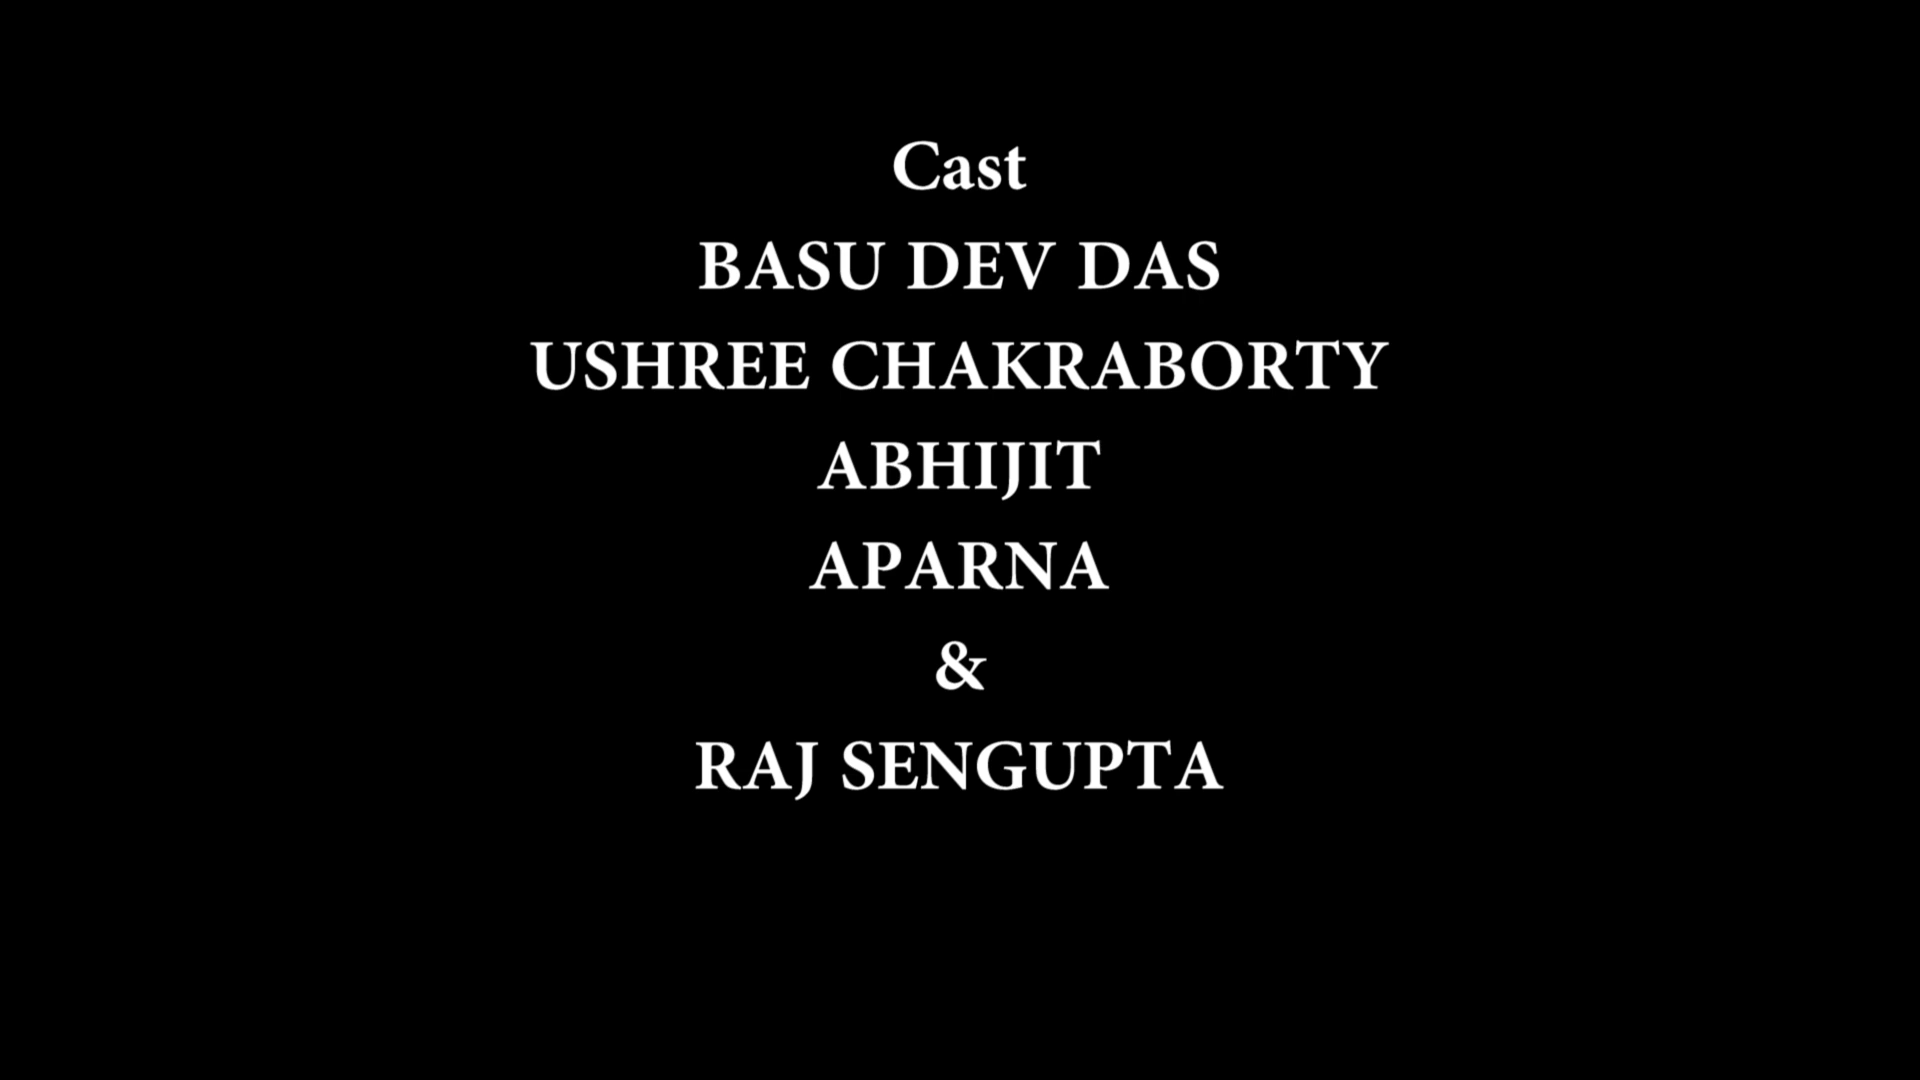 Cast
BASU DEV DAS
USHREE CHAKRABORTY
ABHIJIT
APARNA
&
RAJ SENGUPTA